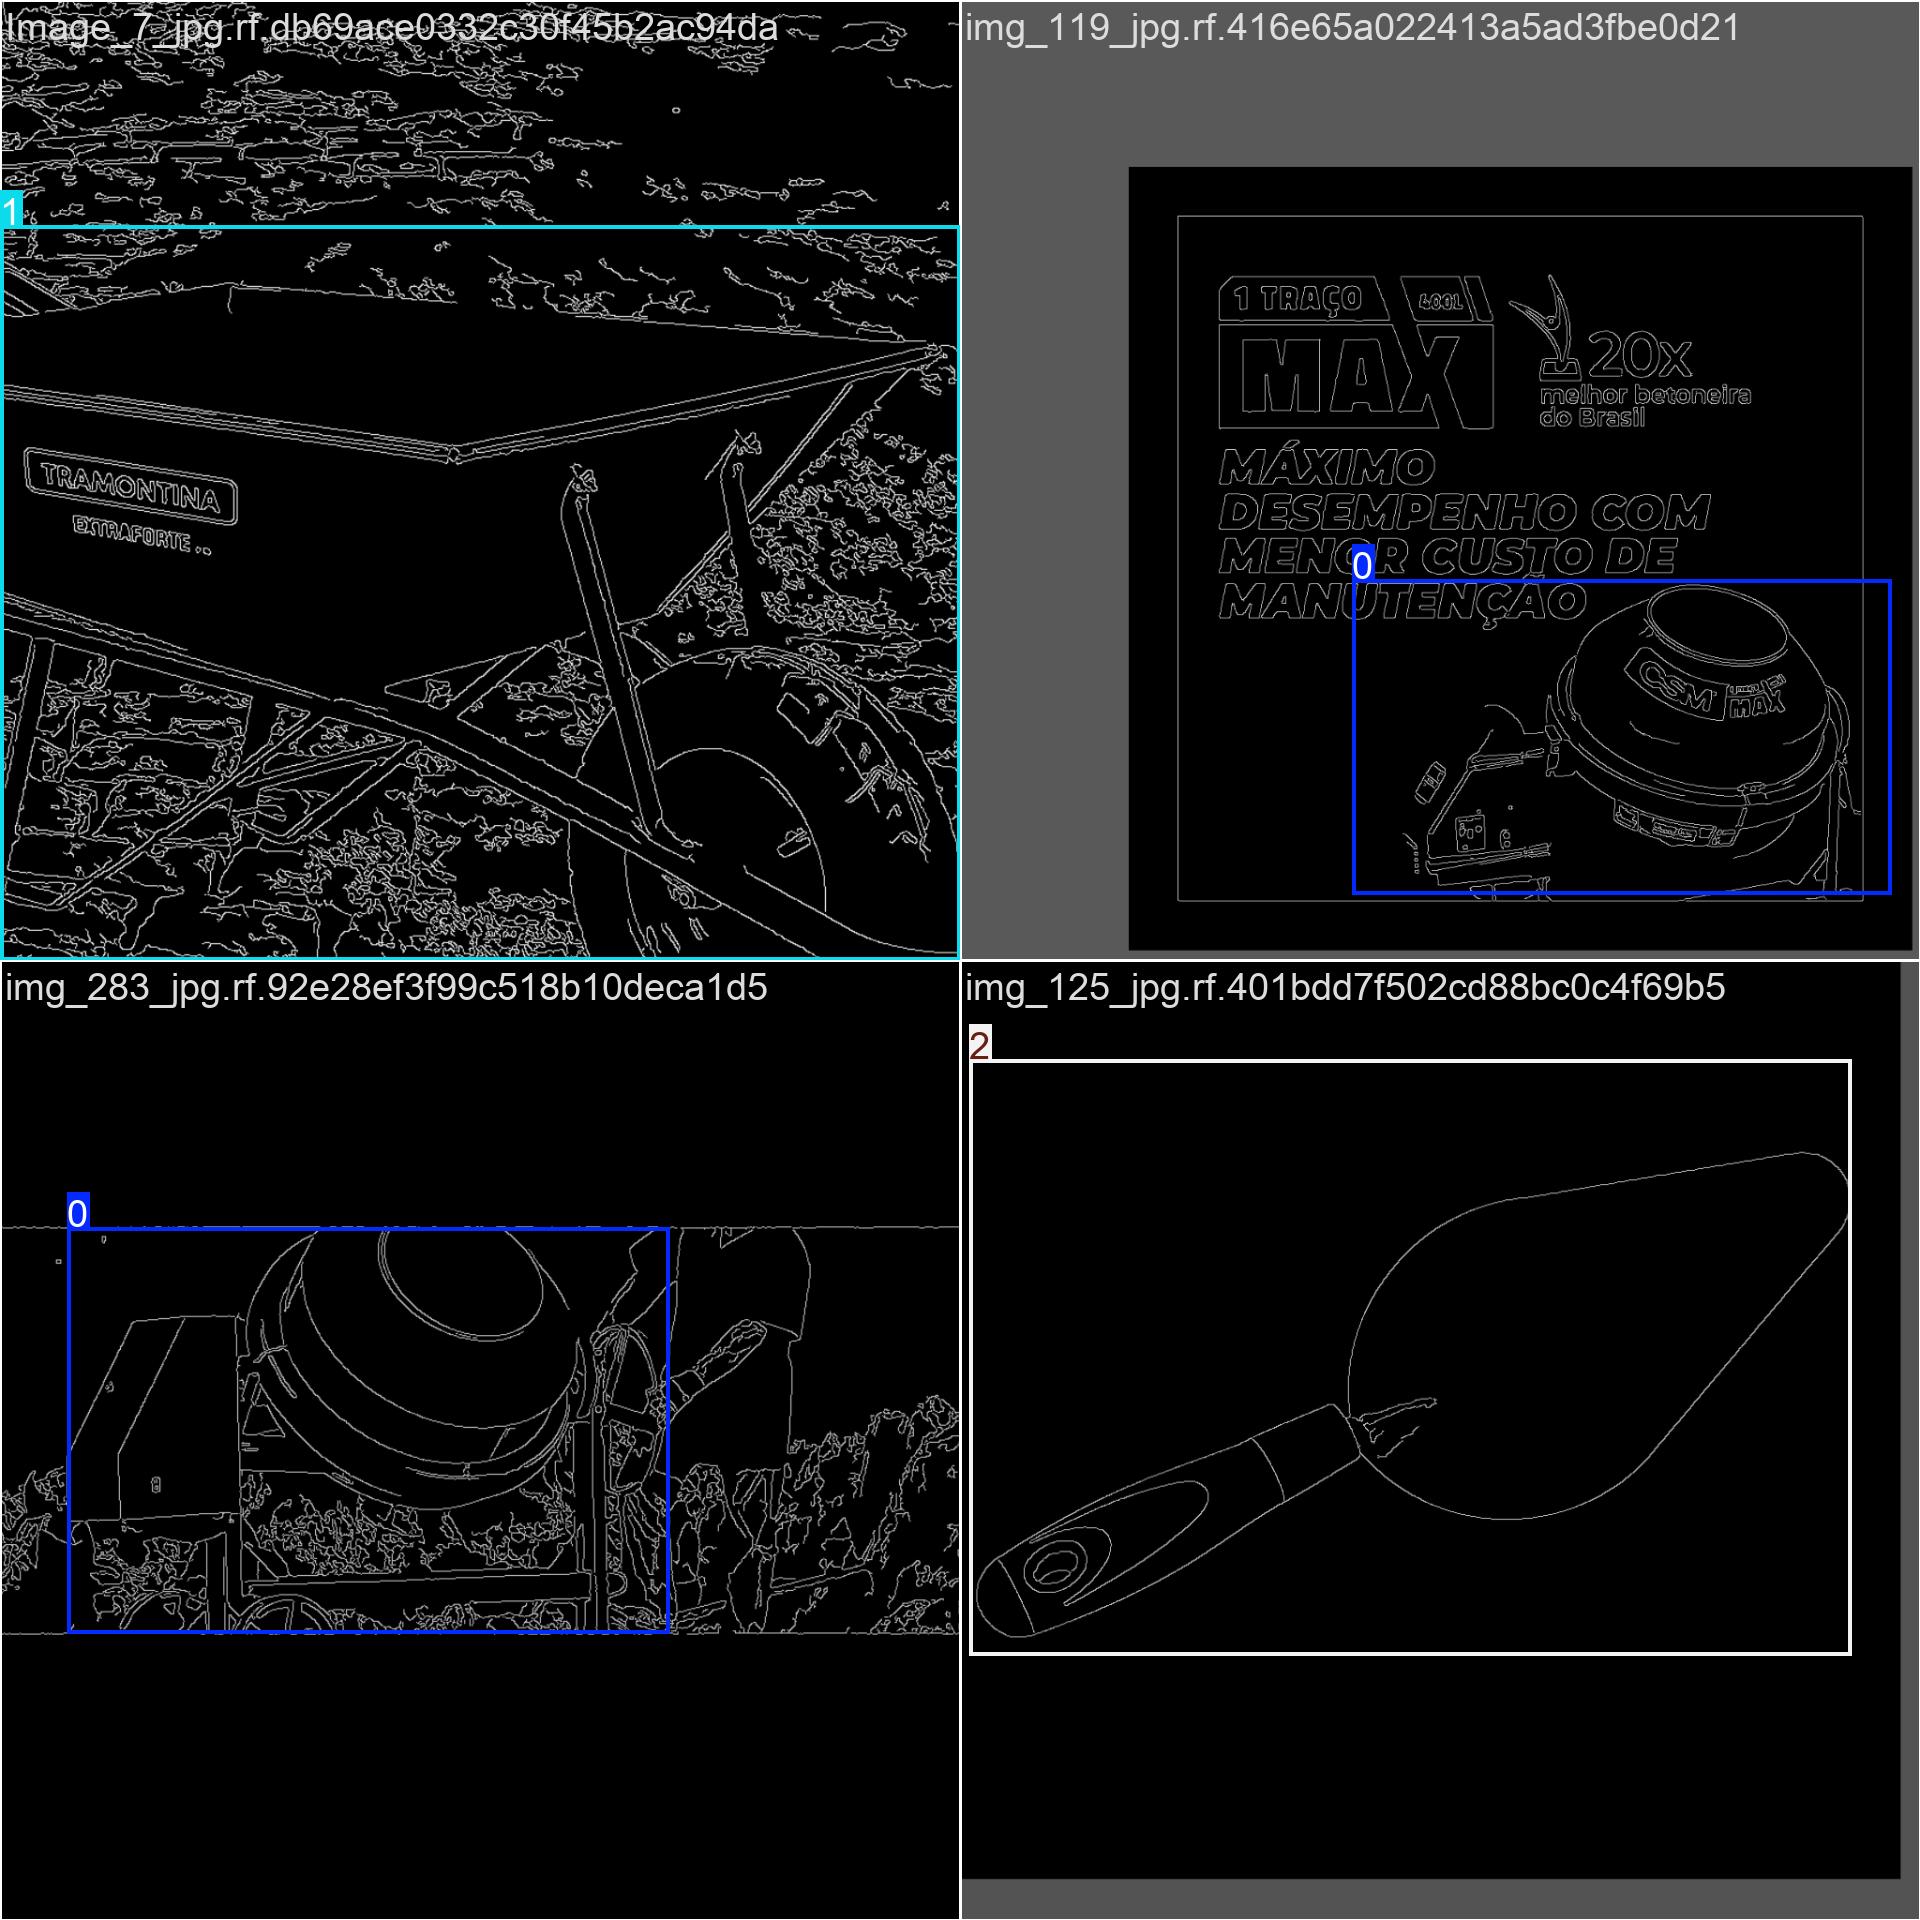 Image_7_jpg.rf.db69ace0332c30f45b2ac94da
1
TRAMONTINA
EXTRAFORTE
img_119_jpg.rf.416e65a022413a5ad3fbe0d21
1 TRAÇO 400L
MAX
20x
melhor betoneira
do Brasil
MÁXIMO
DESEMPENHO COM
MENOR CUSTO DE
MANUTENÇÃO
0
CSM
MAX
img_283_jpg.rf.92e28ef3f99c518b10deca1d5
0
img_125_jpg.rf.401bdd7f502cd88bc0c4f69b5
2